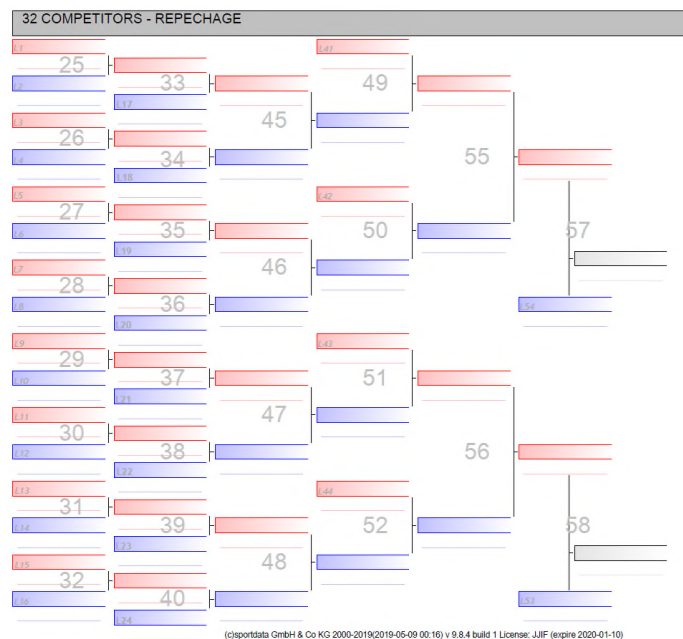 32 COMPETITORS - REPECHAGE
L1
L41
25
33
49
L2
L17
L3
26
34
45
L4
L18
55
L5
L42
27
35
50
57
L6
L19
L7
28
36
46
L8
L20
L54
L9
L43
29
37
51
L10
L21
L11
30
38
47
L12
L22
56
L13
L44
31
39
52
58
L14
L23
L15
32
40
48
L16
L24
L53
(c)sportdata GmbH & Co KG 2000-2019(2019-05-09 00:16) v 9.8.4 build 1 License: JJIF (expire 2020-01-10)